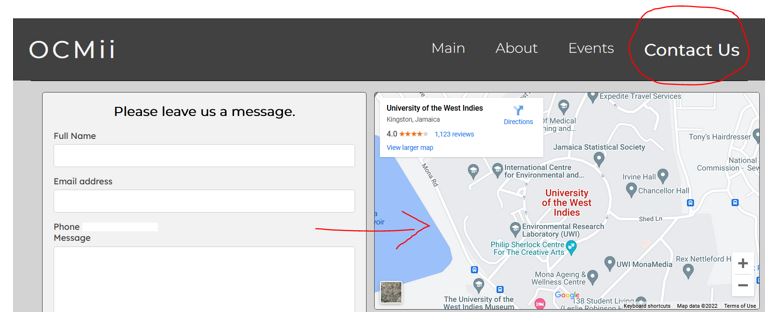 OCMii
Main About Events Contact Us
Please leave us a message.
Full Name
Email address
Phone
Message
University of the West Indies
Kingston, Jamaica
Directions
4.0 1,123 reviews
View larger map
Expedite Travel Services
Of Medical
ing and...
Jamaica Statistical Society
Tony's Hairdresser
National
Commission - Sew
International Centre
for Environmental and...
Mona Rd
Irvine Hall
Chancellor Hall
University
of the West
Indies
Shed Ln
oir
Environmental Research
Laboratory (UWI)
Philip Sherlock Centre
For The Creative Arts
UWI MonaMedia
Rex Nettleford H
Mona Ageing &
Wellness Centre
+
−
Google
The University of
the West Indies
Museum
138 Student Living
(Leslie Robinson
Keyboard shortcuts Map data ©2022 Terms of Use